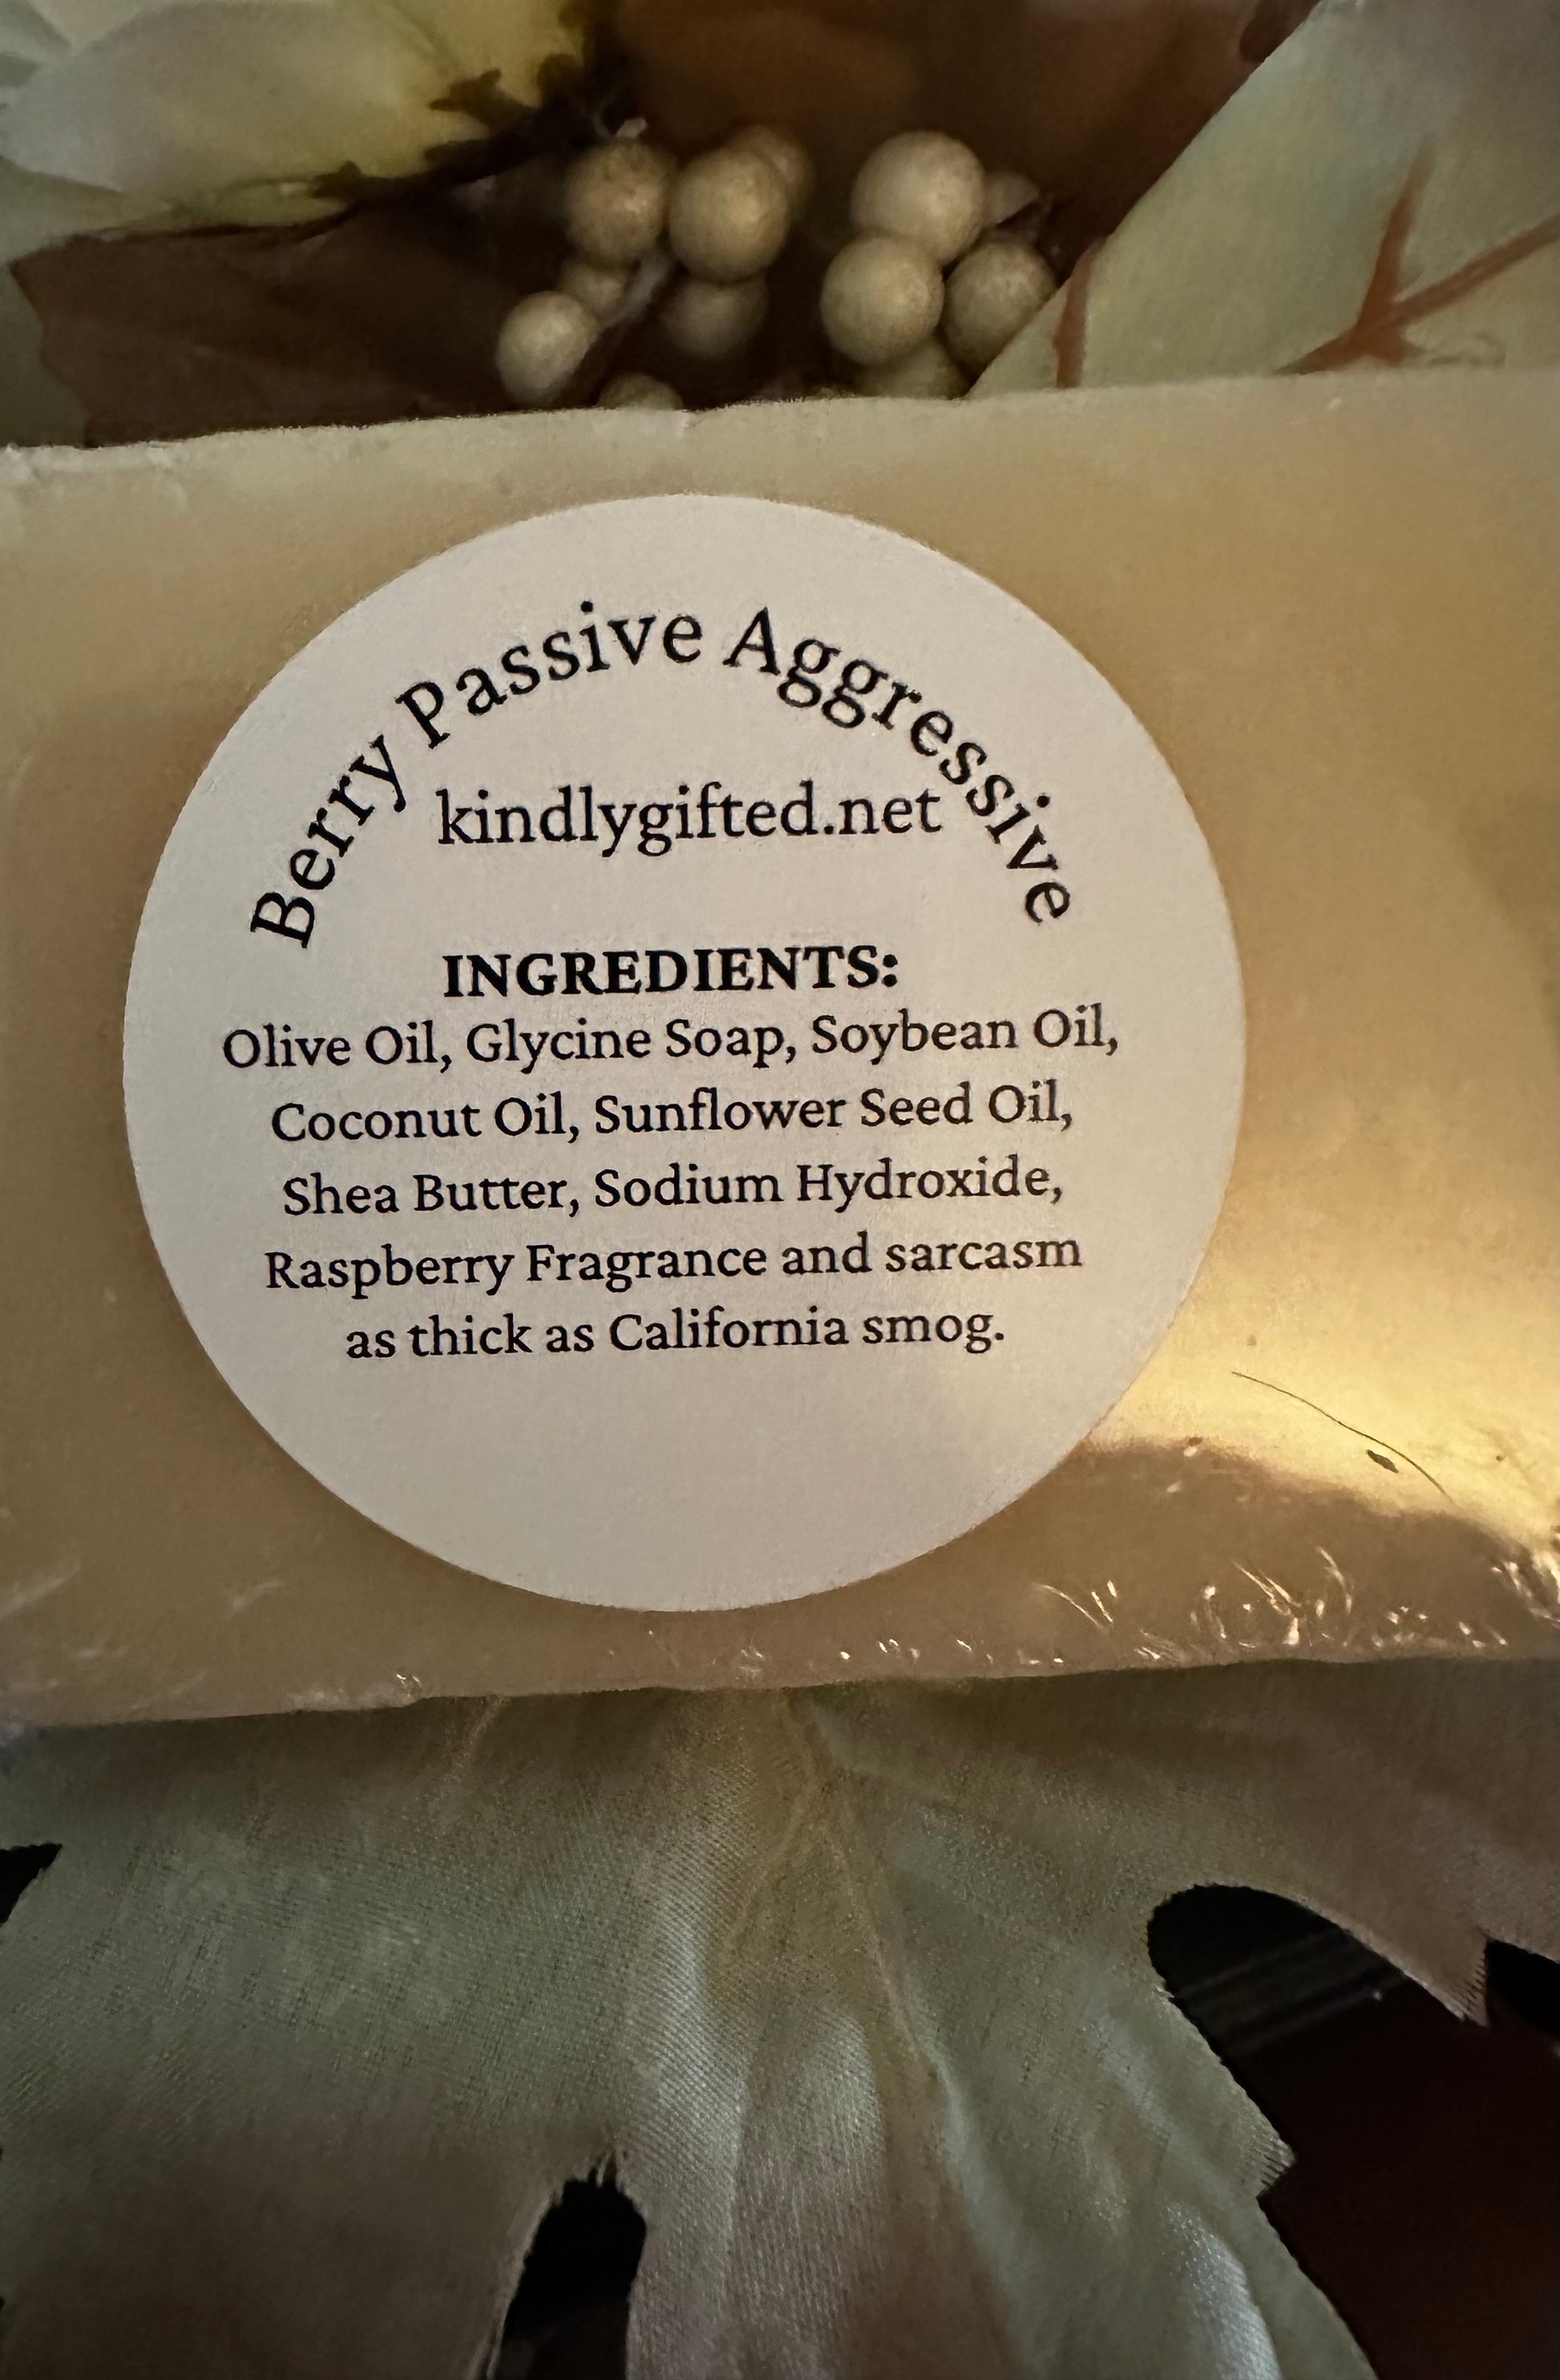 Berry Passive Aggressive
kindlygifted.net
INGREDIENTS:
Olive Oil, Glycine Soap, Soybean Oil,
Coconut Oil, Sunflower Seed Oil,
Shea Butter, Sodium Hydroxide,
Raspberry Fragrance and sarcasm
as thick as California smog.